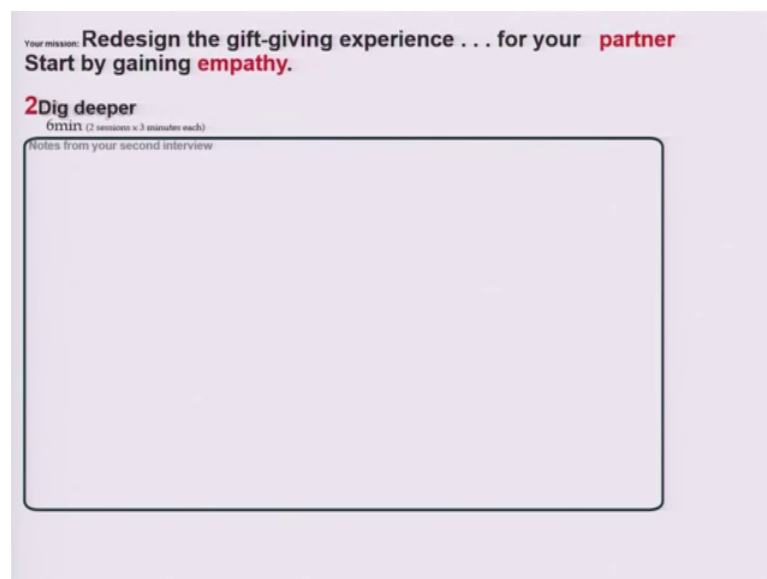 Your mission: Redesign the gift-giving experience . . . for your partner
Start by gaining empathy.
2Dig deeper
6min (2 sessions x 3 minutes each)
Notes from your second interview